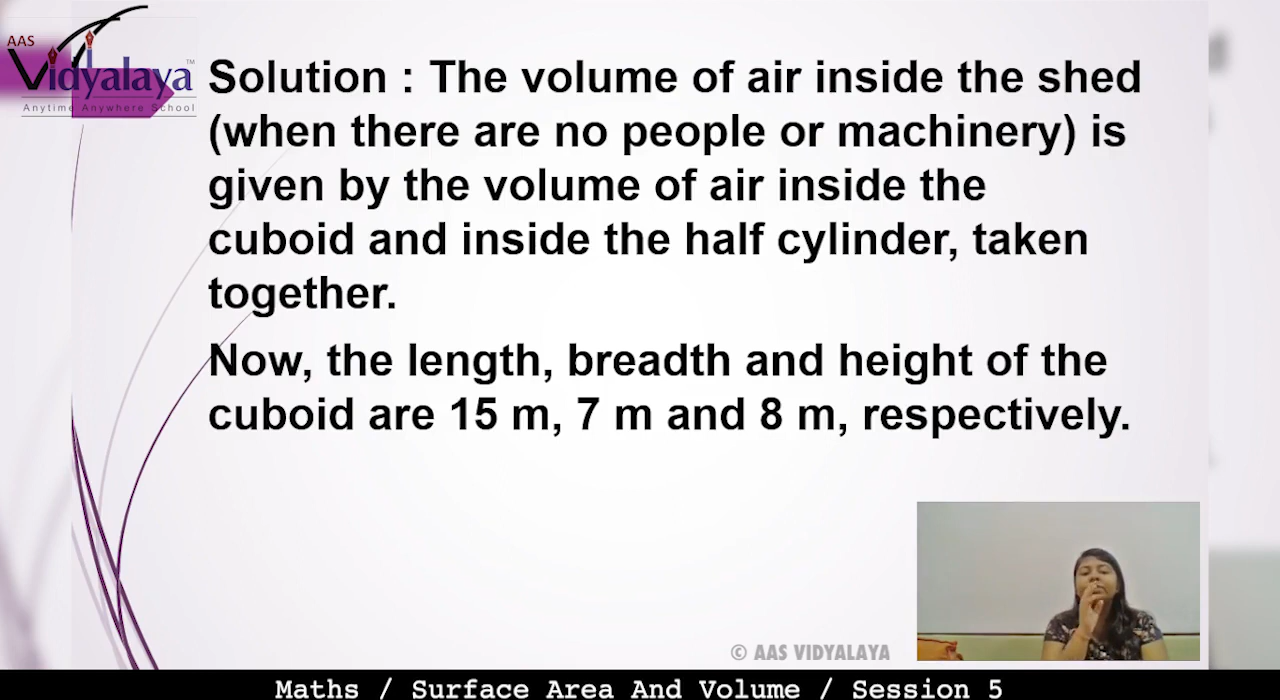 AAS
Vidyalaya™
Anytime Anywhere School
Solution : The volume of air inside the shed
(when there are no people or machinery) is
given by the volume of air inside the
cuboid and inside the half cylinder, taken
together.
Now, the length, breadth and height of the
cuboid are 15 m, 7 m and 8 m, respectively.
© AAS VIDYALAYA
Maths / Surface Area And Volume / Session 5